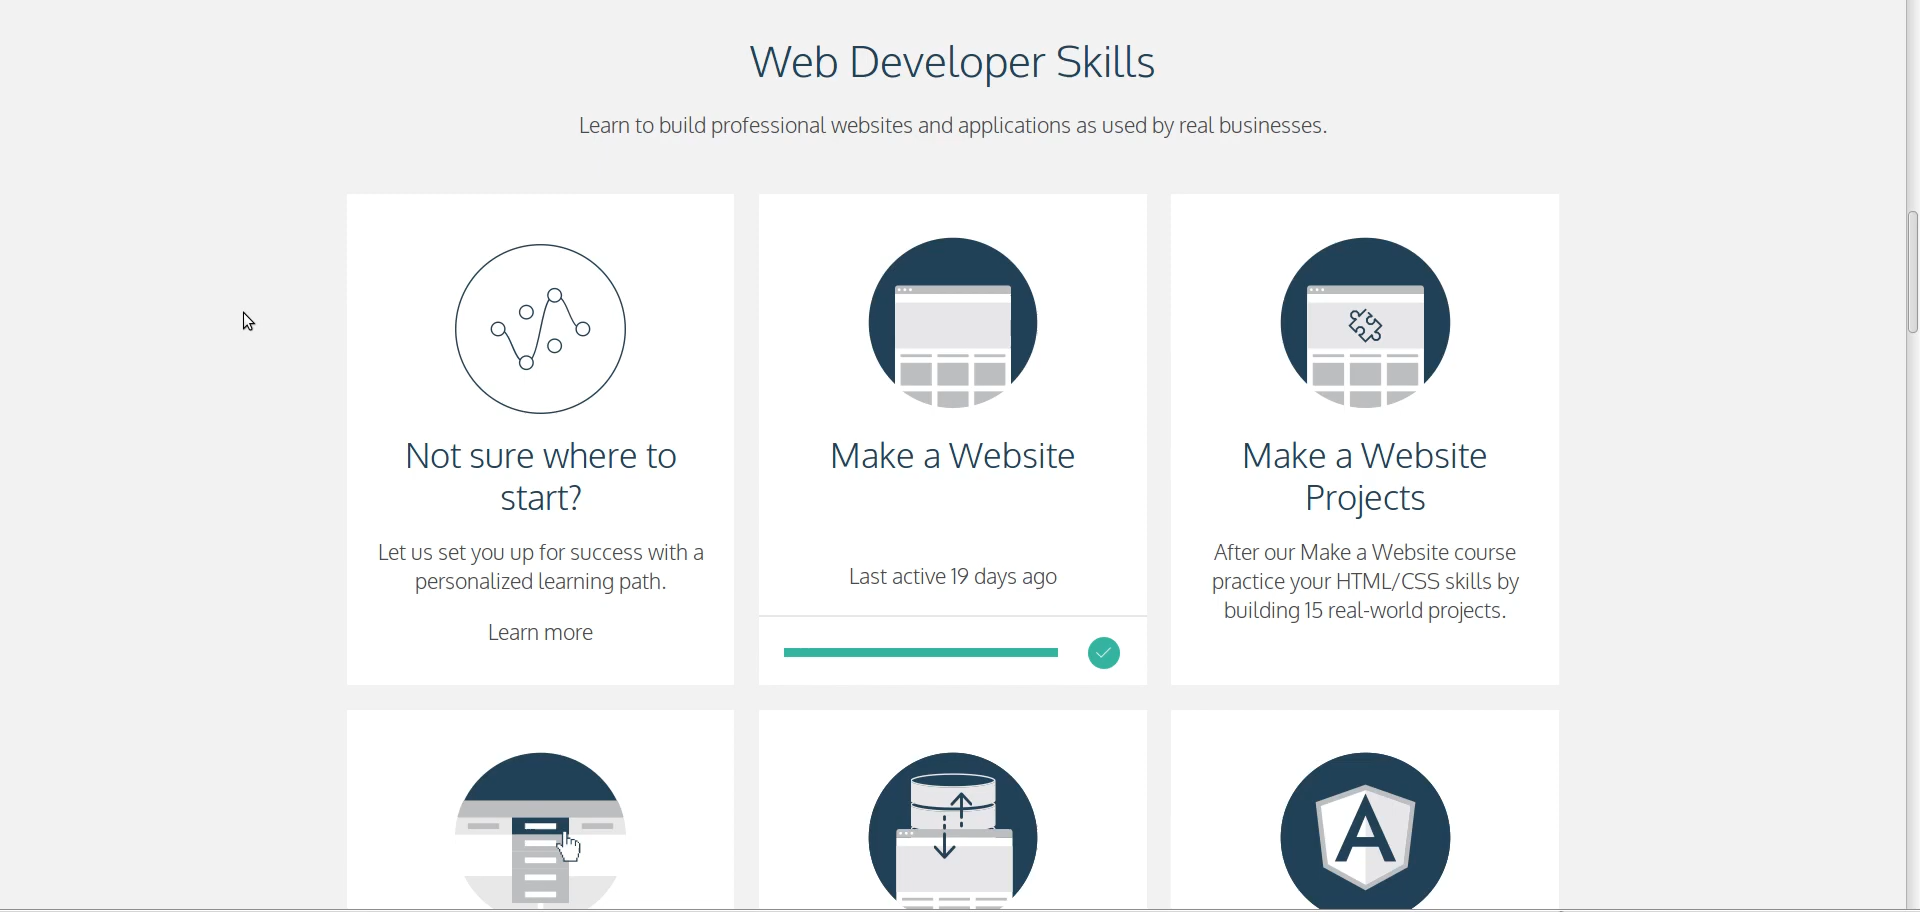 Web Developer Skills
Learn to build professional websites and applications as used by real businesses.
Not sure where to
start?
Let us set you up for success with a
personalized learning path.
Learn more
Make a Website
Last active 19 days ago
Make a Website
Projects
After our Make a Website course
practice your HTML/CSS skills by
building 15 real-world projects.
A